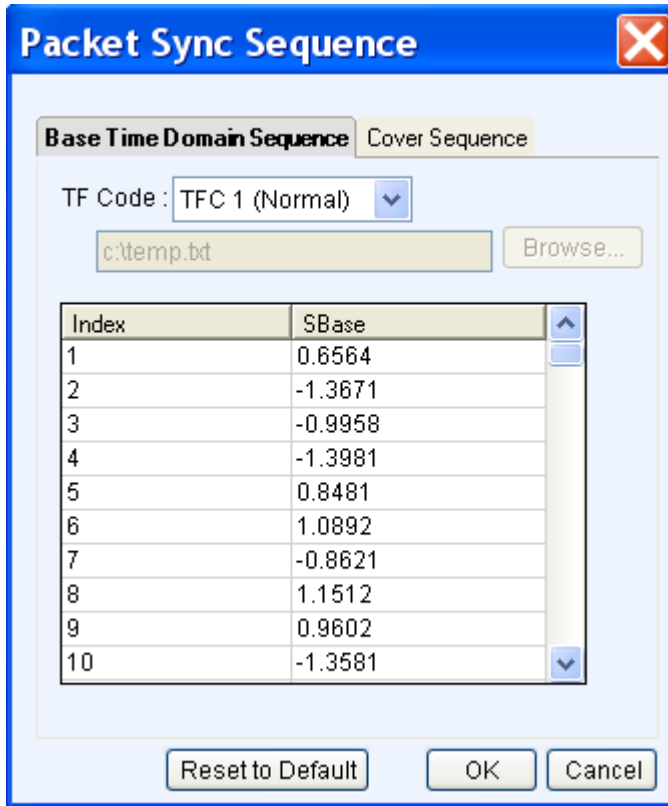 Packet Sync Sequence
Base Time Domain Sequence Cover Sequence
TF Code : TFC 1 (Normal)
c:\temp.txt Browse...
Index SBase
1 0.6564
2 -1.3671
3 -0.9958
4 -1.3981
5 0.8481
6 1.0892
7 -0.8621
8 1.1512
9 0.9602
10 -1.3581
Reset to Default OK Cancel